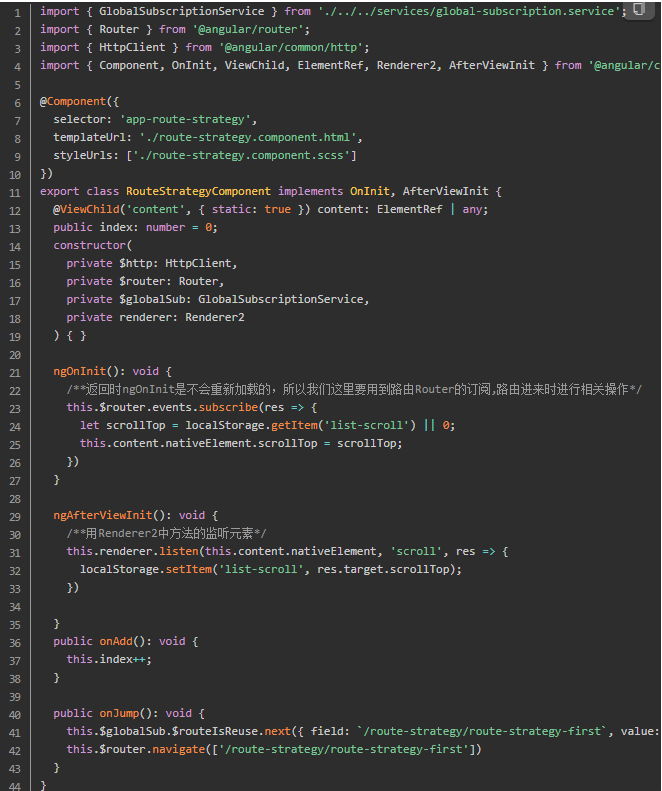 1 import { GlobalSubscriptionService } from './../../services/global-subscription.service';
2 import { Router } from '@angular/router';
3 import { HttpClient } from '@angular/common/http';
4 import { Component, OnInit, ViewChild, ElementRef, Renderer2, AfterViewInit } from '@angular/c
5
6 @Component({
7   selector: 'app-route-strategy',
8   templateUrl: './route-strategy.component.html',
9   styleUrls: ['./route-strategy.component.scss']
10 })
11 export class RouteStrategyComponent implements OnInit, AfterViewInit {
12   @ViewChild('content', { static: true }) content: ElementRef | any;
13   public index: number = 0;
14   constructor(
15     private $http: HttpClient,
16     private $router: Router,
17     private $globalSub: GlobalSubscriptionService,
18     private renderer: Renderer2
19   ) { }
20
21   ngOnInit(): void {
22     /**返回时ngOnInit是不会重新加载的，所以我们这里要用到路由Router的订阅,路由进来时进行相关操作*/
23     this.$router.events.subscribe(res => {
24       let scrollTop = localStorage.getItem('list-scroll') || 0;
25       this.content.nativeElement.scrollTop = scrollTop;
26     })
27   }
28
29   ngAfterViewInit(): void {
30     /**用Renderer2中方法的监听元素*/
31     this.renderer.listen(this.content.nativeElement, 'scroll', res => {
32       localStorage.setItem('list-scroll', res.target.scrollTop);
33     })
34
35   }
36   public onAdd(): void {
37     this.index++;
38   }
39
40   public onJump(): void {
41     this.$globalSub.$routeIsReuse.next({ field: `/route-strategy/route-strategy-first`, value:
42     this.$router.navigate(['/route-strategy/route-strategy-first'])
43   }
44 }